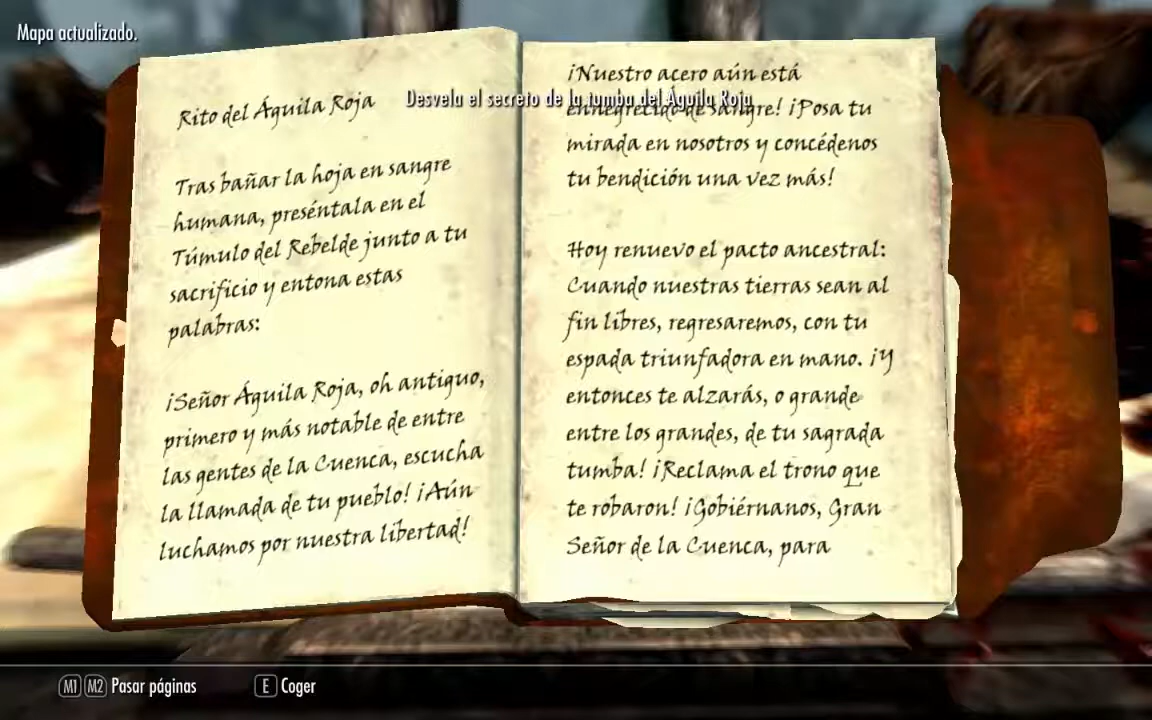 Mapa actualizado.
Desvela el secreto de la tumba del Águila Roja
Rito del Águila Roja
Tras bañar la hoja en sangre
humana, preséntala en el
Túmulo del Rebelde junto a tu
sacrificio y entona estas
palabras:
¡Señor Águila Roja, oh antiguo,
primero y más notable de entre
las gentes de la Cuenca, escucha
la llamada de tu pueblo! ¡Aún
luchamos por nuestra libertad!
¡Nuestro acero aún está
ennegretido de sangre! ¡Posa tu
mirada en nosotros y concédenos
tu bendición una vez más!
Hoy renuevo el pacto ancestral:
Cuando nuestras tierras sean al
fin libres, regresaremos, con tu
espada triunfadora en mano. ¡Y
entonces te alzarás, o grande
entre los grandes, de tu sagrada
tumba! ¡Reclama el trono que
te robaron! ¡Gobiérnanos, Gran
Señor de la Cuenca, para
M1 M2 Pasar páginas
E Coger